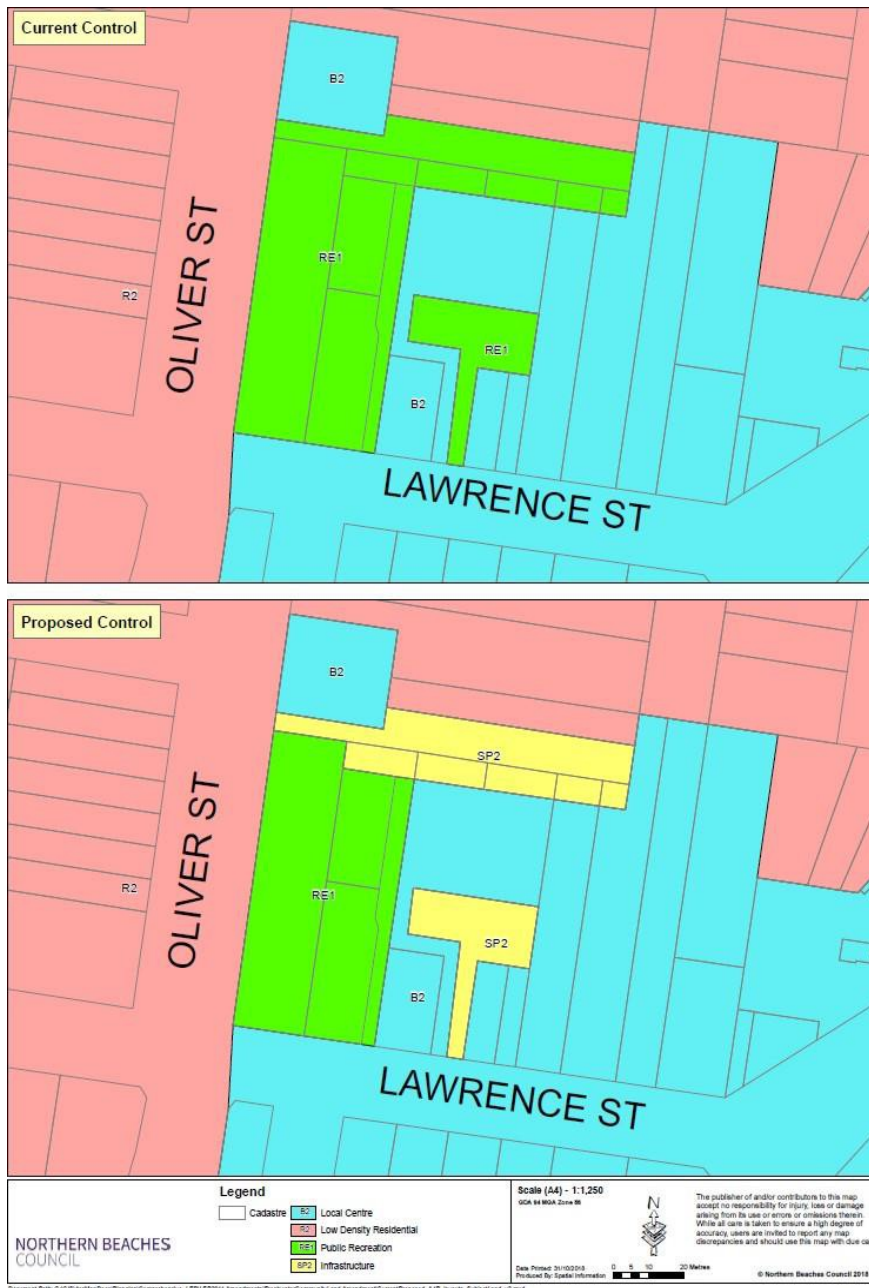 Current Control
B2
RE1
R2
OLIVER ST
RE1
B2
LAWRENCE ST
Proposed Control
B2
SP2
R2
OLIVER ST
RE1
SP2
B2
LAWRENCE ST
NORTHERN BEACHES
COUNCIL
Legend
Cadastre
B2 Local Centre
R2 Low Density Residential
RE1 Public Recreation
SP2 Infrastructure
Scale (A4) - 1:1,250
GDA 94 MGA Zone 56
N
Date Printed: 31/10/2018
Produced By: Spatial Information
0 5 10 20 Metres
The publisher of and/or contributors to this map
accept no responsibility for injury, loss or damage
arising from its use or errors or omissions therein.
While all care is taken to ensure a high degree of
accuracy, users are invited to report any map
discrepancies and should use this map with due ca
© Northern Beaches Council 2018